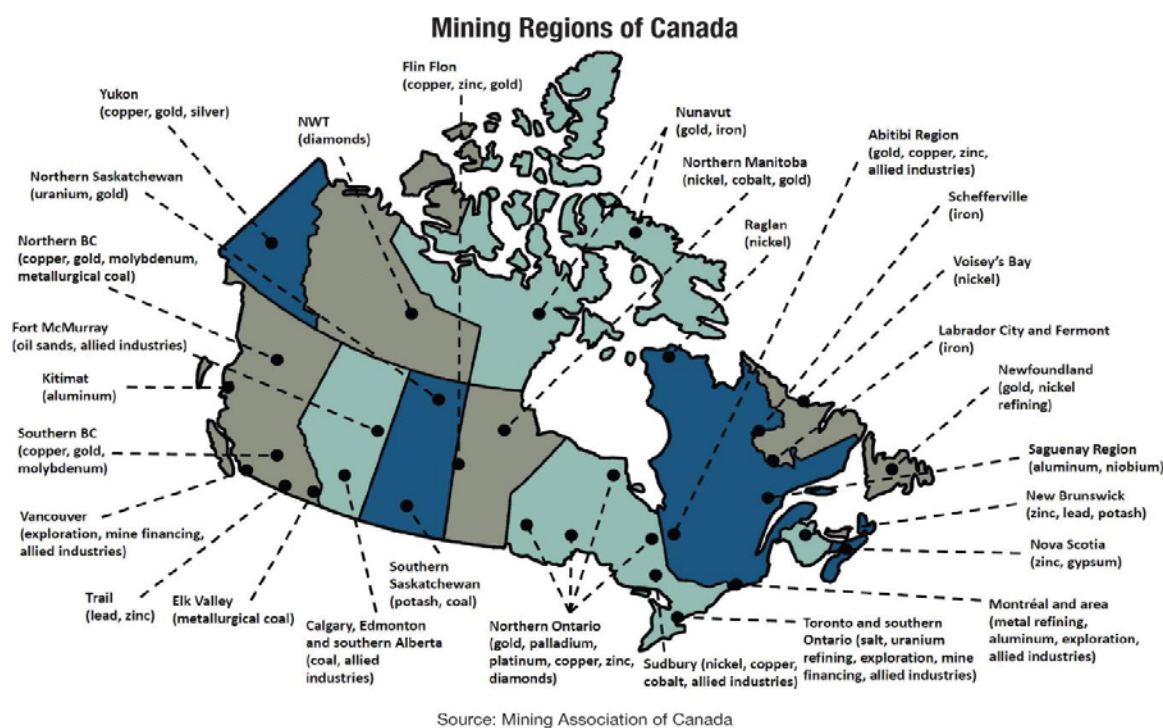 Mining Regions of Canada
Flin Flon
(copper, zinc, gold)
Yukon
(copper, gold, silver)
NWT
(diamonds)
Nunavut
(gold, iron)
Abitibi Region
(gold, copper, zinc,
allied industries)
Northern Saskatchewan
(uranium, gold)
Northern Manitoba
(nickel, cobalt, gold)
Schefferville
(iron)
Northern BC
(copper, gold, molybdenum,
metallurgical coal)
Raglan
(nickel)
Voisey's Bay
(nickel)
Fort McMurray
(oil sands, allied industries)
Labrador City and Fermont
(iron)
Kitimat
(aluminum)
Newfoundland
(gold, nickel
refining)
Southern BC
(copper, gold,
molybdenum)
Saguenay Region
(aluminum, niobium)
New Brunswick
(zinc, lead, potash)
Vancouver
(exploration, mine financing,
allied industries)
Nova Scotia
(zinc, gypsum)
Trail
(lead, zinc)
Elk Valley
(metallurgical coal)
Southern
Saskatchewan
(potash, coal)
Calgary, Edmonton
and southern Alberta
(coal, allied
industries)
Northern Ontario
(gold, palladium,
platinum, copper, zinc,
diamonds)
Sudbury (nickel, copper,
cobalt, allied industries)
Toronto and southern
Ontario (salt, uranium
refining, exploration, mine
financing, allied industries)
Montréal and area
(metal refining,
aluminum, exploration,
allied industries)
Source: Mining Association of Canada